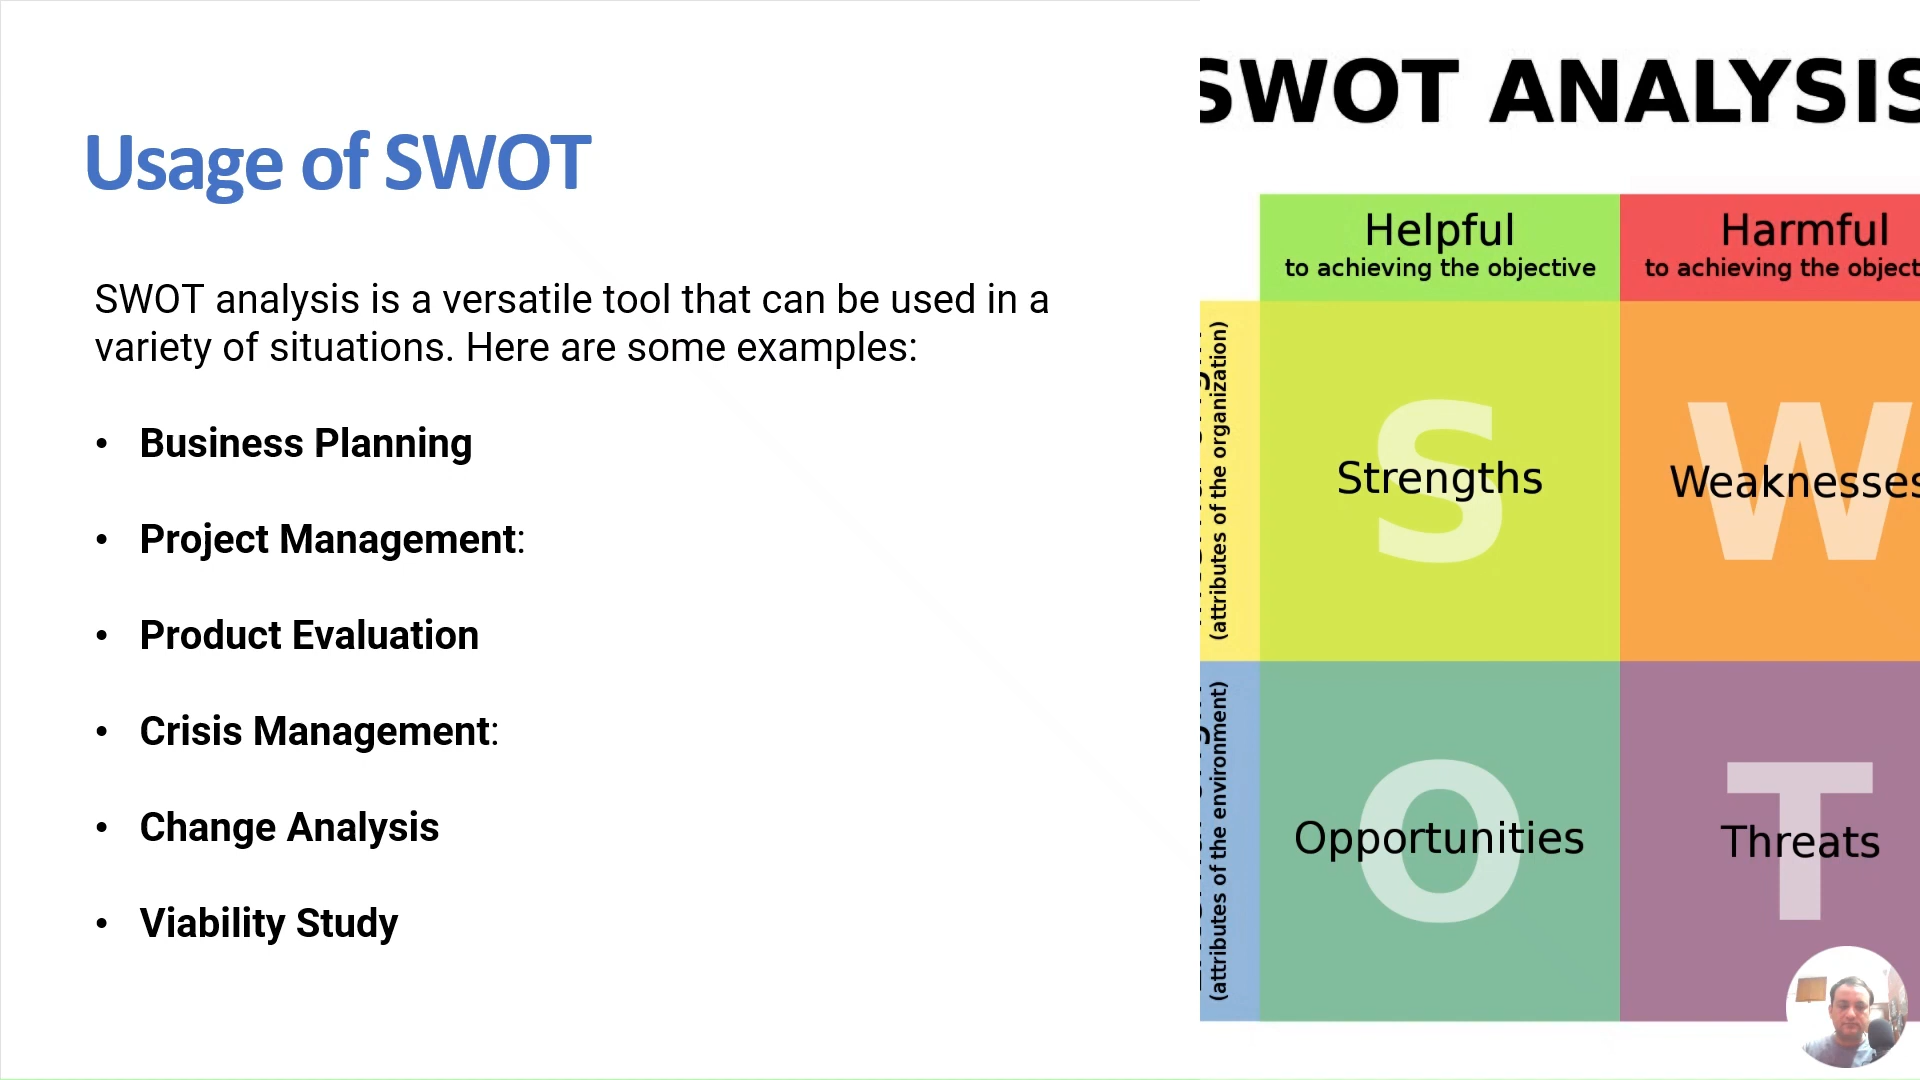 Usage of SWOT
SWOT analysis is a versatile tool that can be used in a
variety of situations. Here are some examples:
• Business Planning
• Project Management:
• Product Evaluation
• Crisis Management:
• Change Analysis
• Viability Study
SWOT ANALYSIS
Helpful
to achieving the objective
Harmful
to achieving the object
(attributes of the organization)
S
Strengths
W
Weaknesses
(attributes of the environment)
O
Opportunities
T
Threats